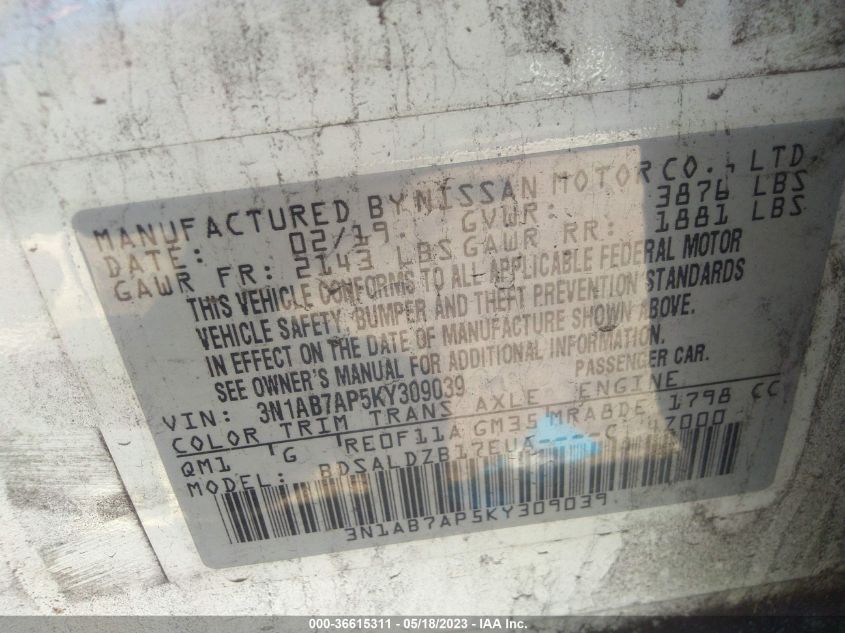 MANUFACTURED BY NISSAN MOTOR CO., LTD
DATE: 02/19 GVWR: 3876 LBS
GAWR FR: 2143 LBS GAWR RR: 1881 LBS
THIS VEHICLE CONFORMS TO ALL APPLICABLE FEDERAL MOTOR
VEHICLE SAFETY, BUMPER AND THEFT PREVENTION STANDARDS
IN EFFECT ON THE DATE OF MANUFACTURE SHOWN ABOVE.
SEE OWNER'S MANUAL FOR ADDITIONAL INFORMATION.
VIN: 3N1AB7AP5KY309039 PASSENGER CAR.
COLOR TRIM TRANS AXLE ENGINE
QM1 G RE0F11A GM35 MRA8DE 1798 CC
MODEL: BDSALDZB17EUA----C 47000
3N1AB7AP5KY309039
000-36615311 - 05/18/2023 - IAA Inc.